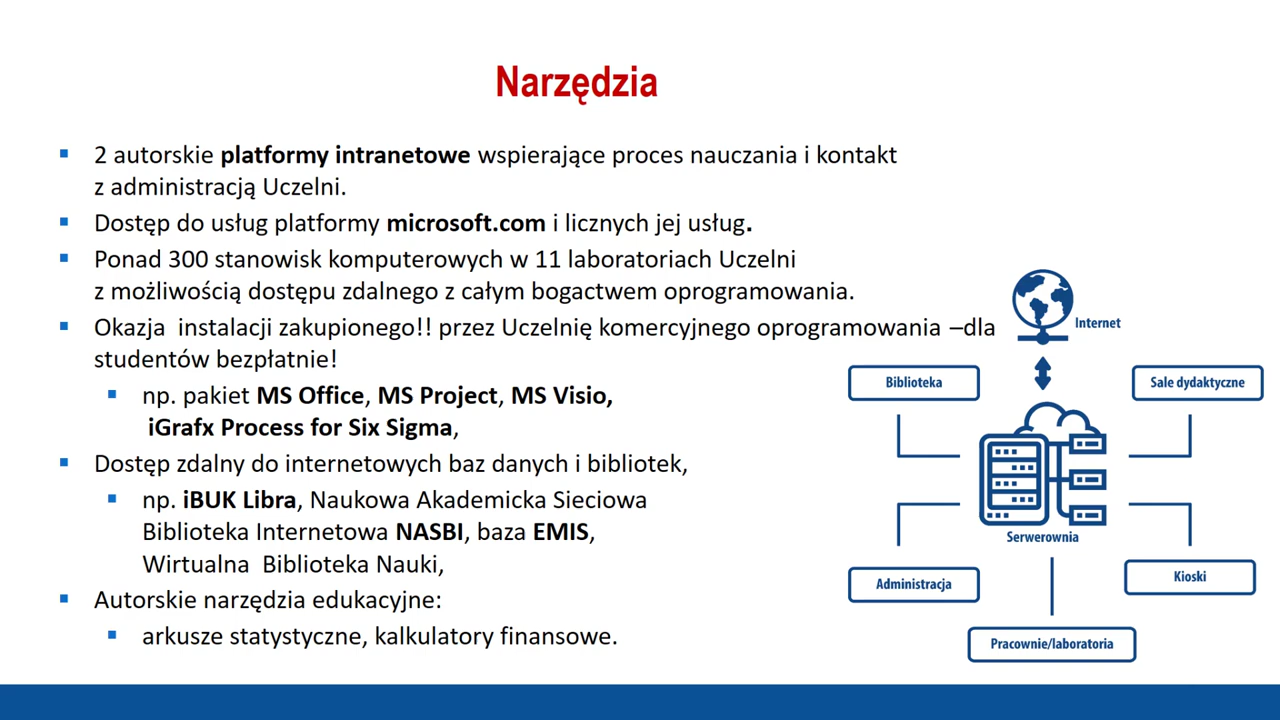 Narzędzia
2 autorskie platformy intranetowe wspierające proces nauczania i kontakt
z administracją Uczelni.
Dostęp do usług platformy microsoft.com i licznych jej usług.
Ponad 300 stanowisk komputerowych w 11 laboratoriach Uczelni
z możliwością dostępu zdalnego z całym bogactwem oprogramowania.
Okazja instalacji zakupionego!! przez Uczelnię komercyjnego oprogramowania –dla
studentów bezpłatnie!
np. pakiet MS Office, MS Project, MS Visio,
iGrafx Process for Six Sigma,
Dostęp zdalny do internetowych baz danych i bibliotek,
np. iBUK Libra, Naukowa Akademicka Sieciowa
Biblioteka Internetowa NASBI, baza EMIS,
Wirtualna Biblioteka Nauki,
Autorskie narzędzia edukacyjne:
arkusze statystyczne, kalkulatory finansowe.
Internet
Biblioteka
Sale dydaktyczne
Serwerownia
Administracja
Kioski
Pracownie/laboratoria